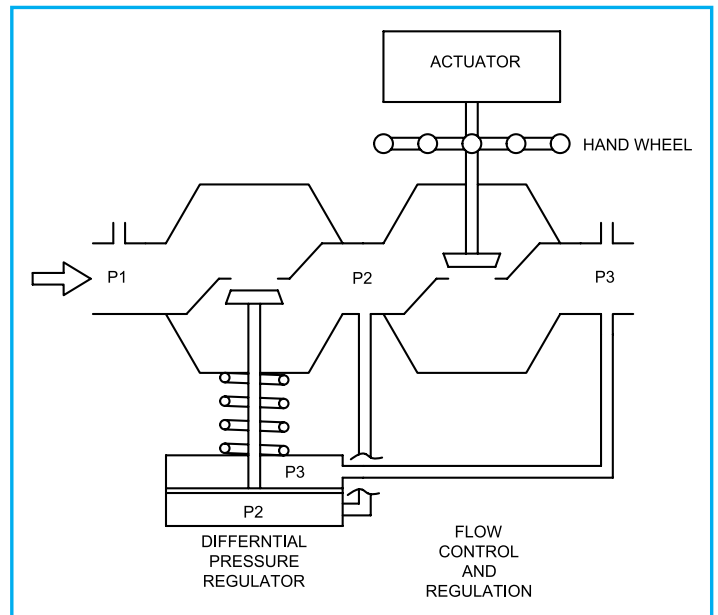 ACTUATOR
HAND WHEEL
P1
P2
P3
P3
P2
DIFFERNTIAL
PRESSURE
REGULATOR
FLOW
CONTROL
AND
REGULATION